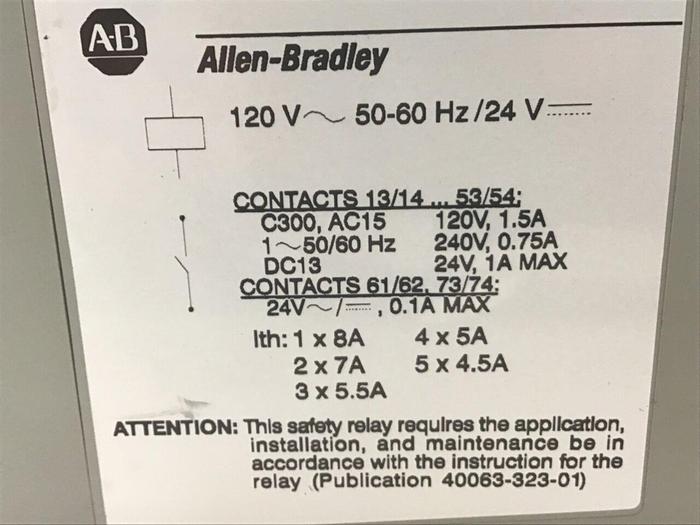 A-B
Allen-Bradley
120 V～ 50-60 Hz/24 V⎓
CONTACTS 13/14 ... 53/54:
C300, AC15 120V, 1.5A
1～50/60 Hz 240V, 0.75A
DC13 24V, 1A MAX
CONTACTS 61/62, 73/74:
24V～/⎓, 0.1A MAX
Ith: 1 x 8A 4 x 5A
2 x 7A 5 x 4.5A
3 x 5.5A
ATTENTION: This safety relay requires the application,
installation, and maintenance be in
accordance with the instruction for the
relay (Publication 40063-323-01)